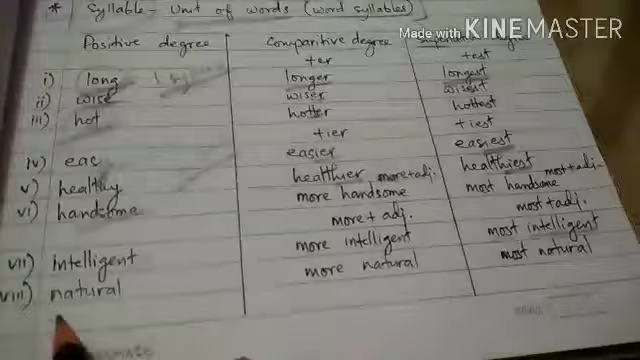 * Syllable - Unit of words (word syllables)
Made with KINEMASTER
Positive degree Comparitive degree
+er +est
i) long longer longest
ii) wise wiser wisest
iii) hot hotter hottest
+ier +iest
iv) eas easier easiest
v) healthy healthier more+adj. healthiest most+adj.
vi) handsome more handsome most handsome
more + adj. most+adj.
vii) intelligent more intelligent most intelligent
viii) natural more natural most natural